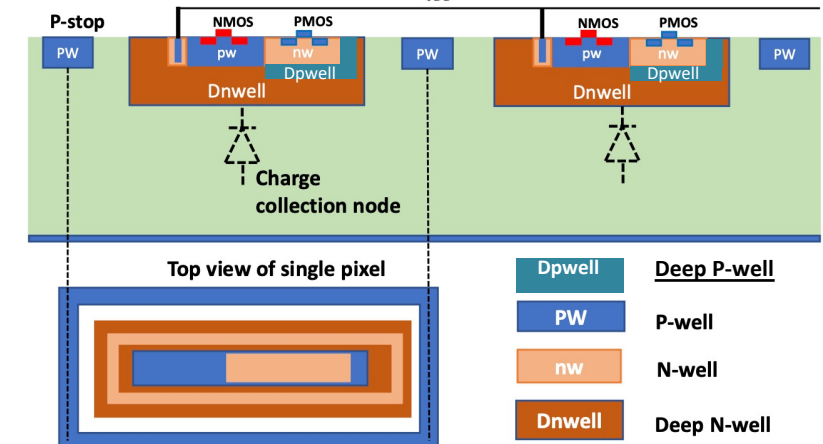 P-stop
NMOS
PMOS
NMOS
PMOS
PW
pw
nw
Dpwell
Dnwell
PW
pw
nw
Dpwell
Dnwell
PW
Charge
collection node
Top view of single pixel
Dpwell
Deep P-well
PW
P-well
nw
N-well
Dnwell
Deep N-well